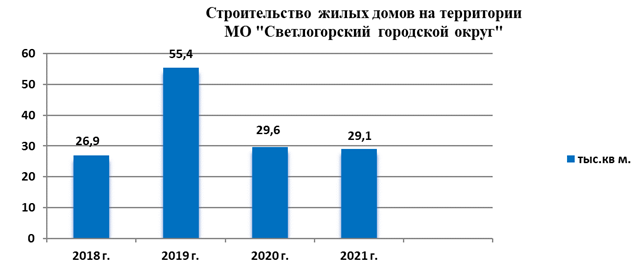 Строительство жилых домов на территории
МО "Светлогорский городской округ"
60
50
40
30
20
10
0
26,9
55,4
29,6
29,1
2018 г.
2019 г.
2020 г.
2021 г.
тыс.кв м.